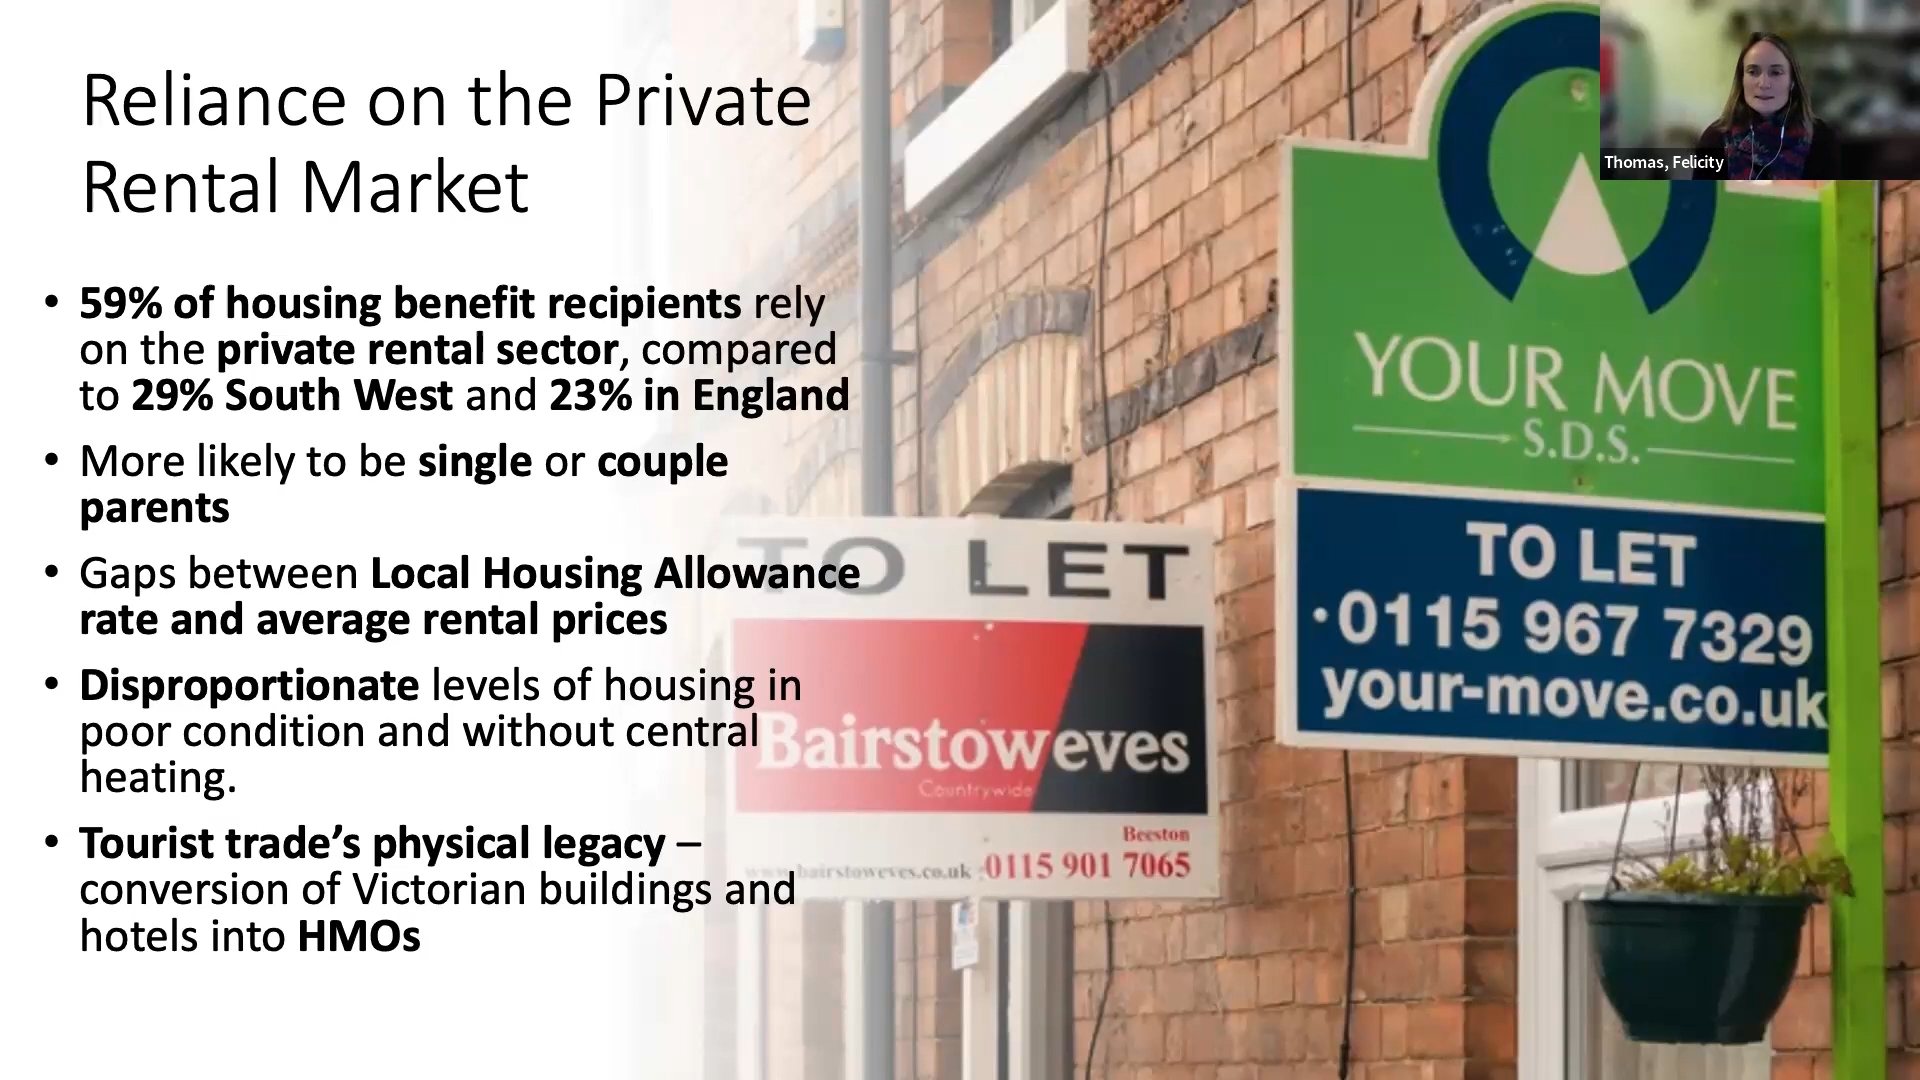 Reliance on the Private
Rental Market
• 59% of housing benefit recipients rely
on the private rental sector, compared
to 29% South West and 23% in England
• More likely to be single or couple
parents
• Gaps between Local Housing Allowance
rate and average rental prices
• Disproportionate levels of housing in
poor condition and without central
heating.
• Tourist trade’s physical legacy –
conversion of Victorian buildings and
hotels into HMOs
TO LET
Bairstoweves
Countrywide
Beeston
www.bairstoweves.co.uk 0115 901 7065
YOUR MOVE
S.D.S.
TO LET
0115 967 7329
your-move.co.uk
Thomas, Felicity